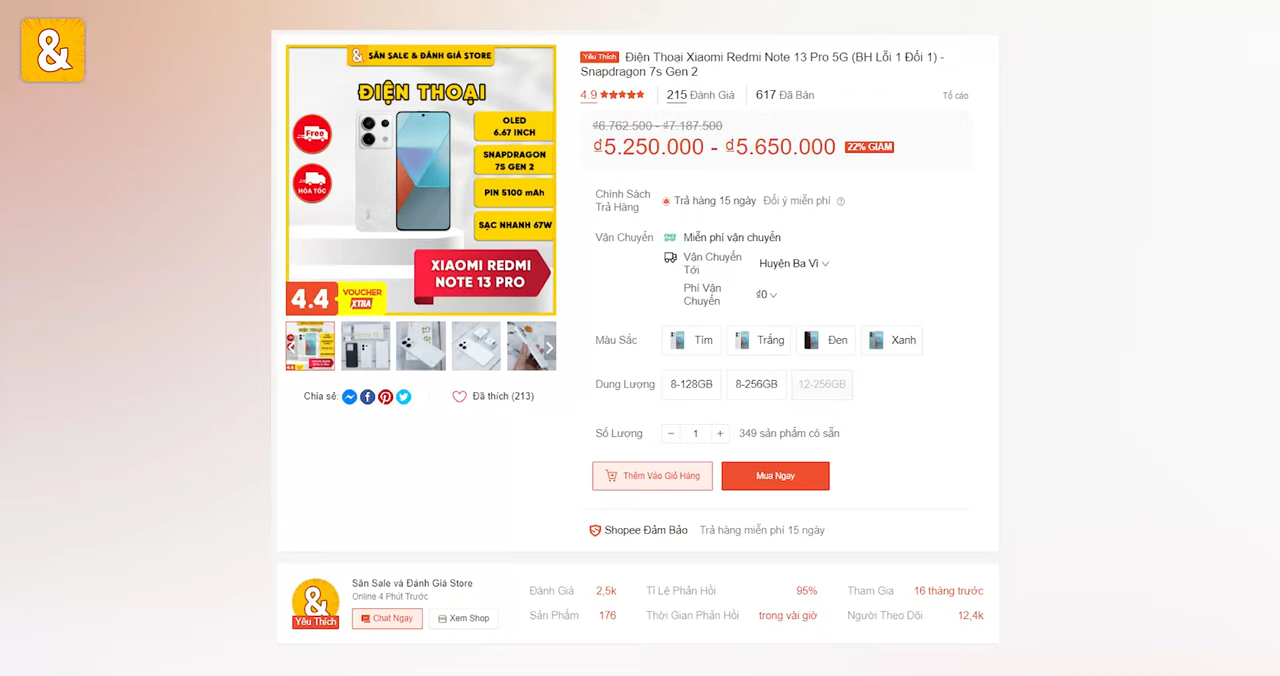 &
& SĂN SALE & ĐÁNH GIÁ STORE
ĐIỆN THOẠI
Free
HỎA TỐC
OLED
6.67 INCH
SNAPDRAGON
7S GEN 2
PIN 5100 mAh
SẠC NHANH 67W
XIAOMI REDMI
NOTE 13 PRO
4.4
VOUCHER
XTRA
Chia sẻ:
Đã thích (213)
Yêu Thích Điện Thoại Xiaomi Redmi Note 13 Pro 5G (BH Lỗi 1 Đổi 1) -
Snapdragon 7s Gen 2
4.9 215 Đánh Giá 617 Đã Bán Tố cáo
₫6.762.500 - ₫7.187.500
₫5.250.000 - ₫5.650.000 22% GIẢM
Chính Sách
Trả Hàng
Trả hàng 15 ngày Đổi ý miễn phí
Vận Chuyển
Miễn phí vận chuyển
Vận Chuyển
Tới
Huyện Ba Vì
Phí Vận
Chuyển
₫0
Màu Sắc Tím Trắng Đen Xanh
Dung Lượng 8-128GB 8-256GB 12-256GB
Số Lượng − 1 + 349 sản phẩm có sẵn
Thêm Vào Giỏ Hàng Mua Ngay
Shopee Đảm Bảo Trả hàng miễn phí 15 ngày
&
Yêu Thích
Săn Sale và Đánh Giá Store
Online 4 Phút Trước
Chat Ngay Xem Shop
Đánh Giá 2,5k Tỉ Lệ Phản Hồi 95% Tham Gia 16 tháng trước
Sản Phẩm 176 Thời Gian Phản Hồi trong vài giờ Người Theo Dõi 12,4k